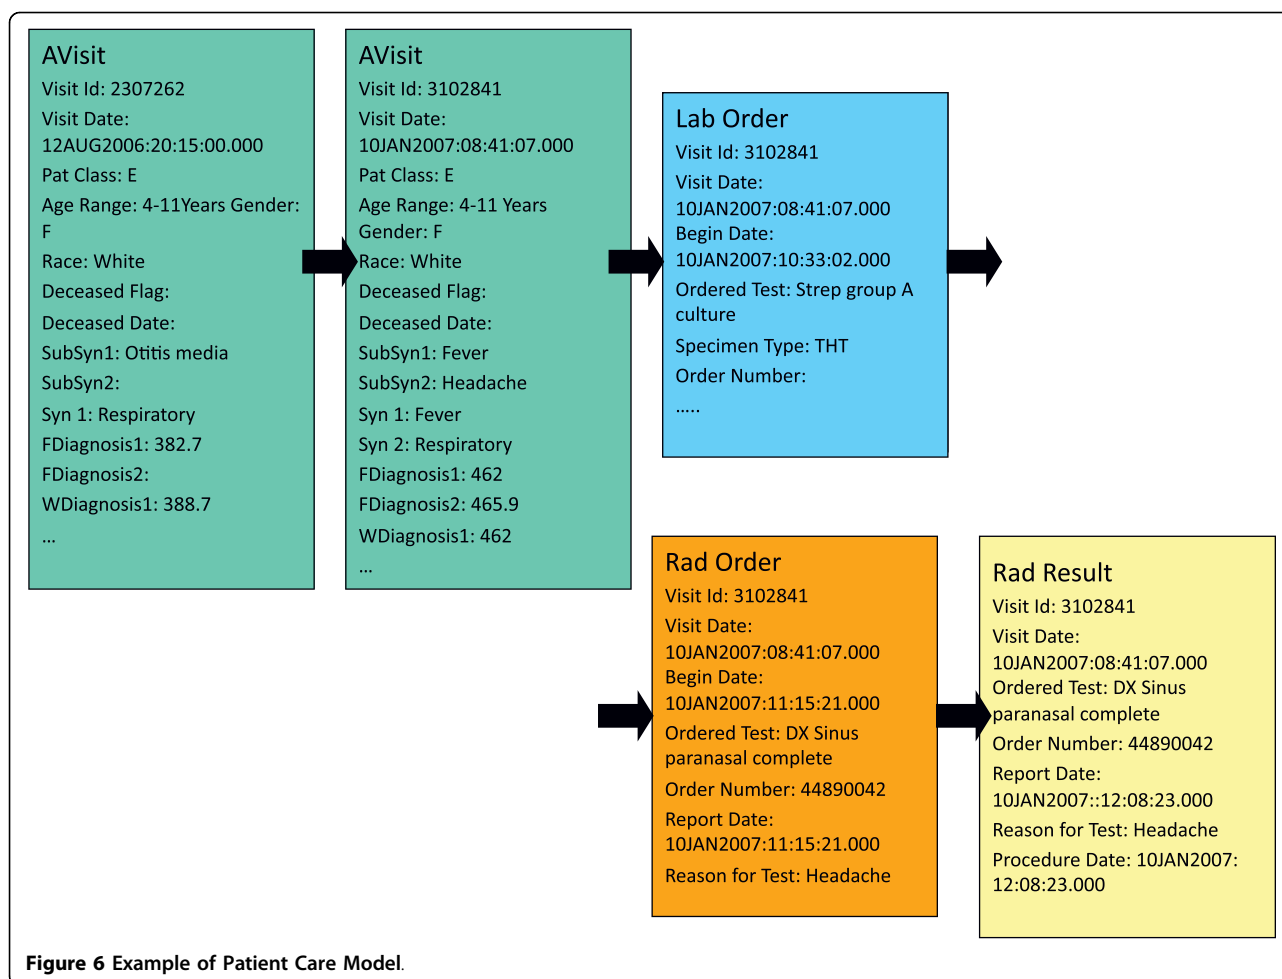 AVisit
Visit Id: 2307262
Visit Date:
12AUG2006:20:15:00.000
Pat Class: E
Age Range: 4-11Years Gender:
F
Race: White
Deceased Flag:
Deceased Date:
SubSyn1: Otitis media
SubSyn2:
Syn 1: Respiratory
FDiagnosis1: 382.7
FDiagnosis2:
WDiagnosis1: 388.7
...
AVisit
Visit Id: 3102841
Visit Date:
10JAN2007:08:41:07.000
Pat Class: E
Age Range: 4-11 Years
Gender: F
Race: White
Deceased Flag:
Deceased Date:
SubSyn1: Fever
SubSyn2: Headache
Syn 1: Fever
Syn 2: Respiratory
FDiagnosis1: 462
FDiagnosis2: 465.9
WDiagnosis1: 462
...
Lab Order
Visit Id: 3102841
Visit Date:
10JAN2007:08:41:07.000
Begin Date:
10JAN2007:10:33:02.000
Ordered Test: Strep group A
culture
Specimen Type: THT
Order Number:
.....
Rad Order
Visit Id: 3102841
Visit Date:
10JAN2007:08:41:07.000
Begin Date:
10JAN2007:11:15:21.000
Ordered Test: DX Sinus
paranasal complete
Order Number: 44890042
Report Date:
10JAN2007:11:15:21.000
Reason for Test: Headache
Rad Result
Visit Id: 3102841
Visit Date:
10JAN2007:08:41:07.000
Ordered Test: DX Sinus
paranasal complete
Order Number: 44890042
Report Date:
10JAN2007::12:08:23.000
Reason for Test: Headache
Procedure Date: 10JAN2007:
12:08:23.000
Figure 6 Example of Patient Care Model.